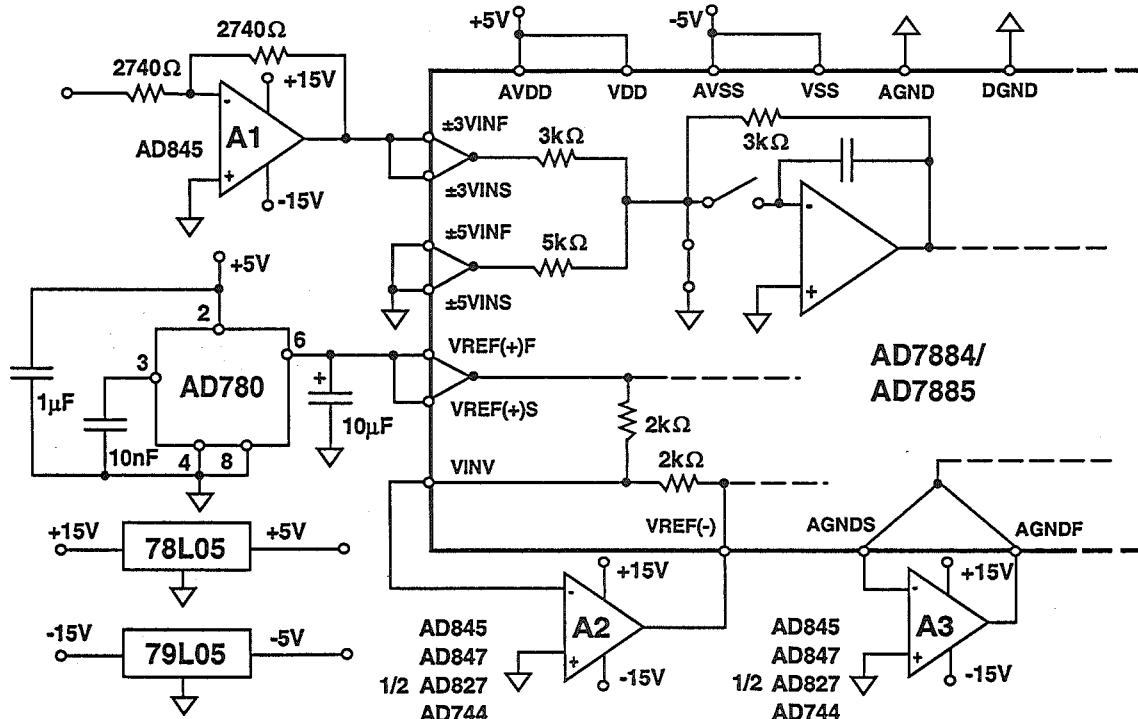 2740Ω
2740Ω
+15V
-
A1
AD845
+
-15V
+5V
-5V
AVDD
VDD
AVSS
VSS
AGND
DGND
±3VINF
±3VINS
3kΩ
3kΩ
-
+
±5VINF
±5VINS
5kΩ
+5V
2
3
6
AD780
4
8
1μF
10nF
+
10μF
VREF(+)F
VREF(+)S
AD7884/
AD7885
2kΩ
2kΩ
VINV
VREF(-)
AGNDS
AGNDF
+15V
78L05
+5V
-15V
79L05
-5V
+15V
-
A2
+
-15V
AD845
AD847
1/2 AD827
AD744
+15V
-
A3
+
-15V
AD845
AD847
1/2 AD827
AD744